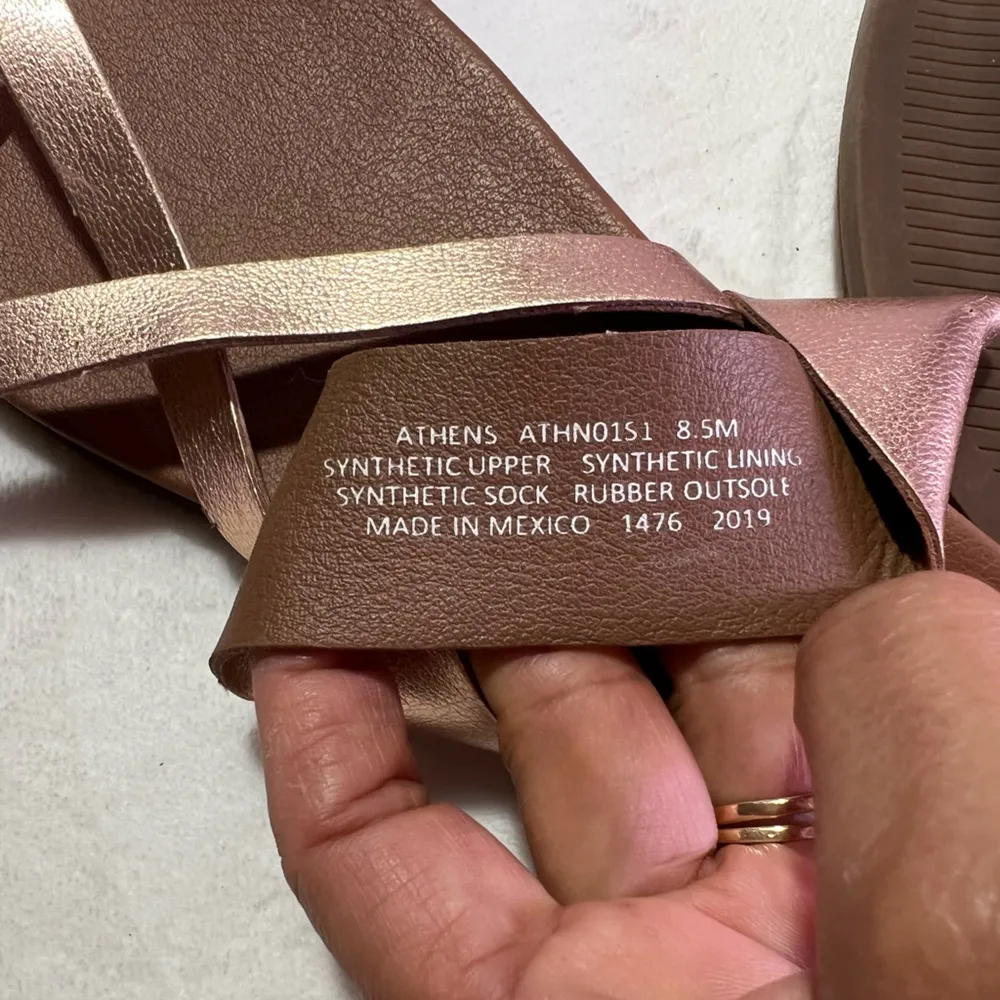 ATHENS ATHN01S1 8.5M
SYNTHETIC UPPER SYNTHETIC LINING
SYNTHETIC SOCK RUBBER OUTSOLE
MADE IN MEXICO 1476 2019